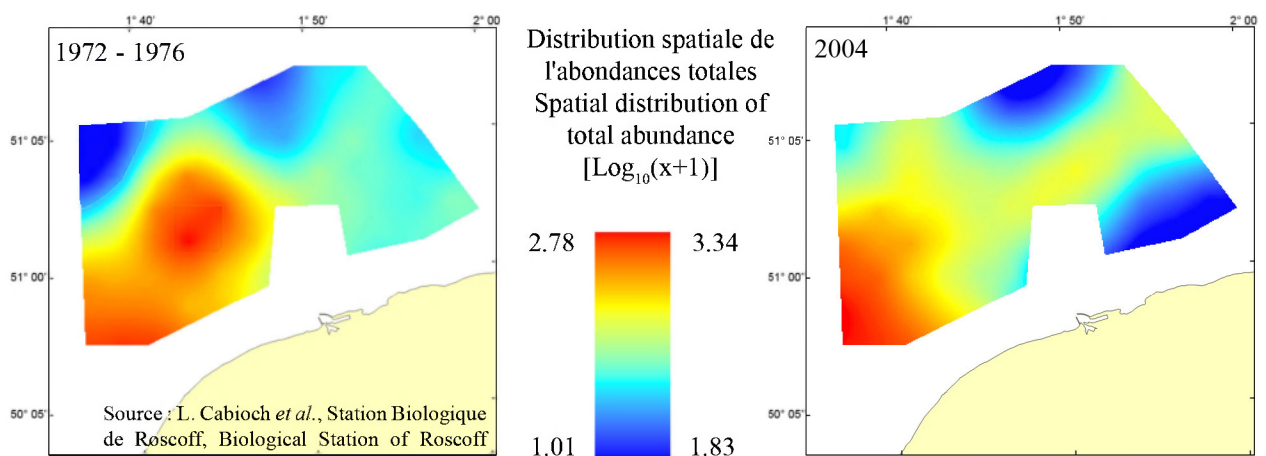 1° 40'
1° 50'
2° 00
1972 - 1976
51° 05'
51° 00'
50° 05'
Source : L. Cabioch et al., Station Biologique
de Roscoff, Biological Station of Roscoff
Distribution spatiale de
l'abondances totales
Spatial distribution of
total abundance
[Log₁₀(x+1)]
2.78
3.34
1.01
1.83
1° 40'
1° 50'
2° 00
2004
51° 05'
51° 00'
50° 05'